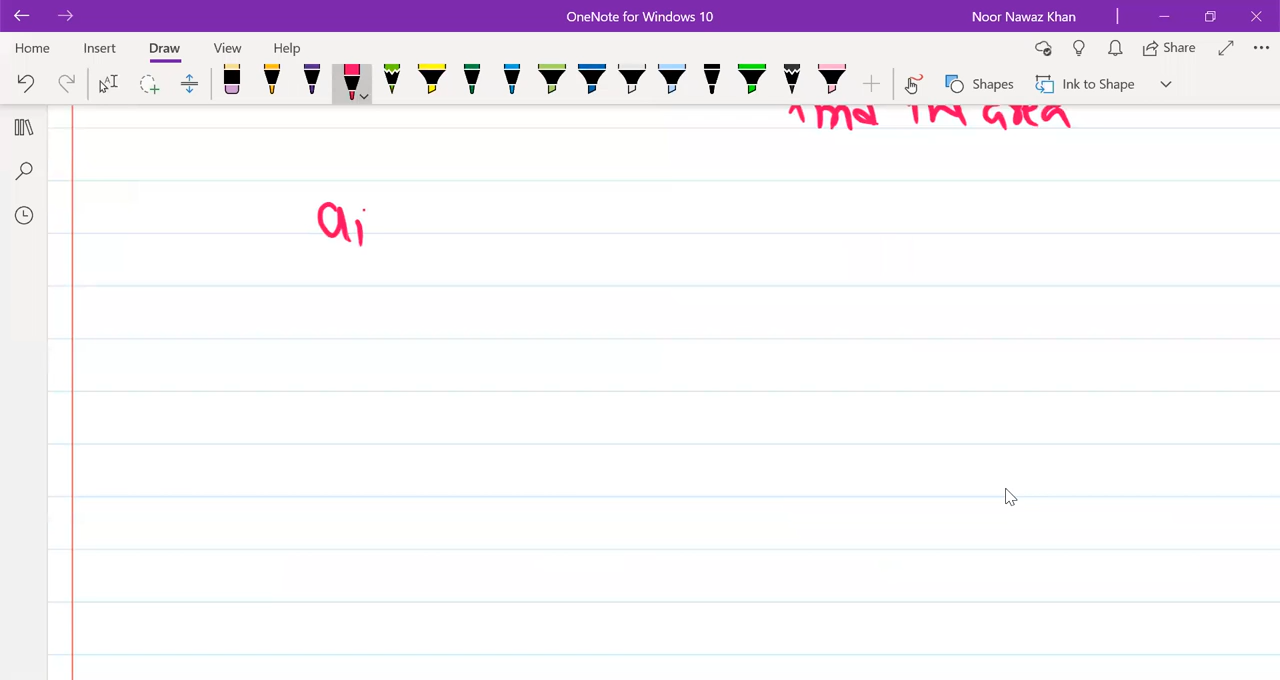 OneNote for Windows 10
Noor Nawaz Khan
Home Insert Draw View Help
Share
Shapes
Ink to Shape
find the area
ai